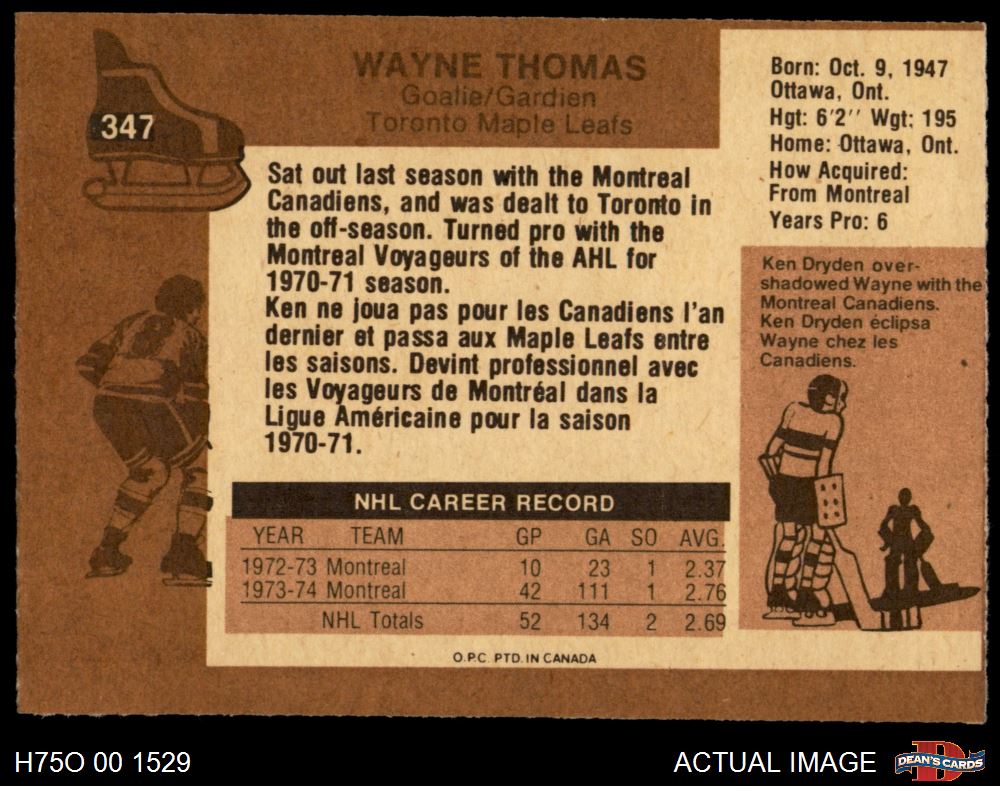 347
WAYNE THOMAS
Goalie/Gardien
Toronto Maple Leafs
Born: Oct. 9, 1947
Ottawa, Ont.
Hgt: 6'2'' Wgt: 195
Home: Ottawa, Ont.
How Acquired:
From Montreal
Years Pro: 6
Sat out last season with the Montreal
Canadiens, and was dealt to Toronto in
the off-season. Turned pro with the
Montreal Voyageurs of the AHL for
1970-71 season.
Ken ne joua pas pour les Canadiens l'an
dernier et passa aux Maple Leafs entre
les saisons. Devint professionnel avec
les Voyageurs de Montréal dans la
Ligue Américaine pour la saison
1970-71.
Ken Dryden over-
shadowed Wayne with the
Montreal Canadiens.
Ken Dryden éclipsa
Wayne chez les
Canadiens.
NHL CAREER RECORD
YEAR TEAM GP GA SO AVG.
1972-73 Montreal 10 23 1 2.37
1973-74 Montreal 42 111 1 2.76
NHL Totals 52 134 2 2.69
O.P.C. PTD. IN CANADA
H75O 00 1529
ACTUAL IMAGE
D
DEAN'S CARDS